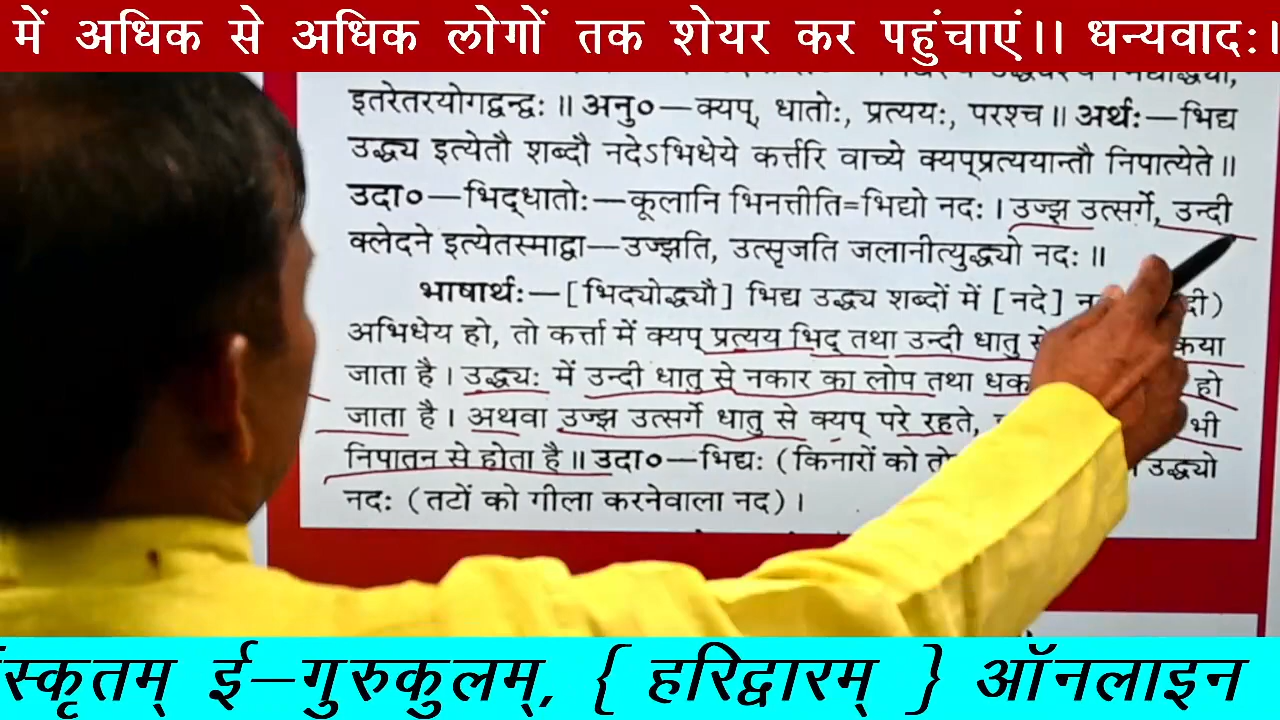 में अधिक से अधिक लोगों तक शेयर कर पहुंचाएं।। धन्यवादः।
इतरेतरयोगद्वन्द्वः ॥ अनु०—क्यप्, धातोः, प्रत्ययः, परश्च ॥ अर्थः—भिद्य
उद्ध्य इत्येतौ शब्दौ नदेऽभिधेये कर्त्तरि वाच्ये क्यप्प्रत्ययान्तौ निपात्येते ॥
उदा०—भिद्‌धातोः—कूलानि भिनत्तीति=भिद्यो नदः । उज्झ उत्सर्गे, उन्दी
क्लेदने इत्येतस्माद्वा—उज्झति, उत्सृजति जलानीत्युद्ध्यो नदः ॥
भाषार्थः—[भिद्योद्ध्यौ] भिद्य उद्ध्य शब्दों में [नदे]
अभिधेय हो, तो कर्त्ता में क्यप् प्रत्यय भिद् तथा उन्दी धातु
जाता है । उद्ध्यः में उन्दी धातु से नकार का लोप तथा हो
जाता है । अथवा उज्झ उत्सर्गे धातु से क्यप् परे रहते, भी
निपातन से होता है ॥ उदा०—भिद्यः (किनारों को उद्ध्यो
नदः (तटों को गीला करनेवाला नद) ।
ई–गुरुकुलम्, { हरिद्वारम् } ऑनलाइन